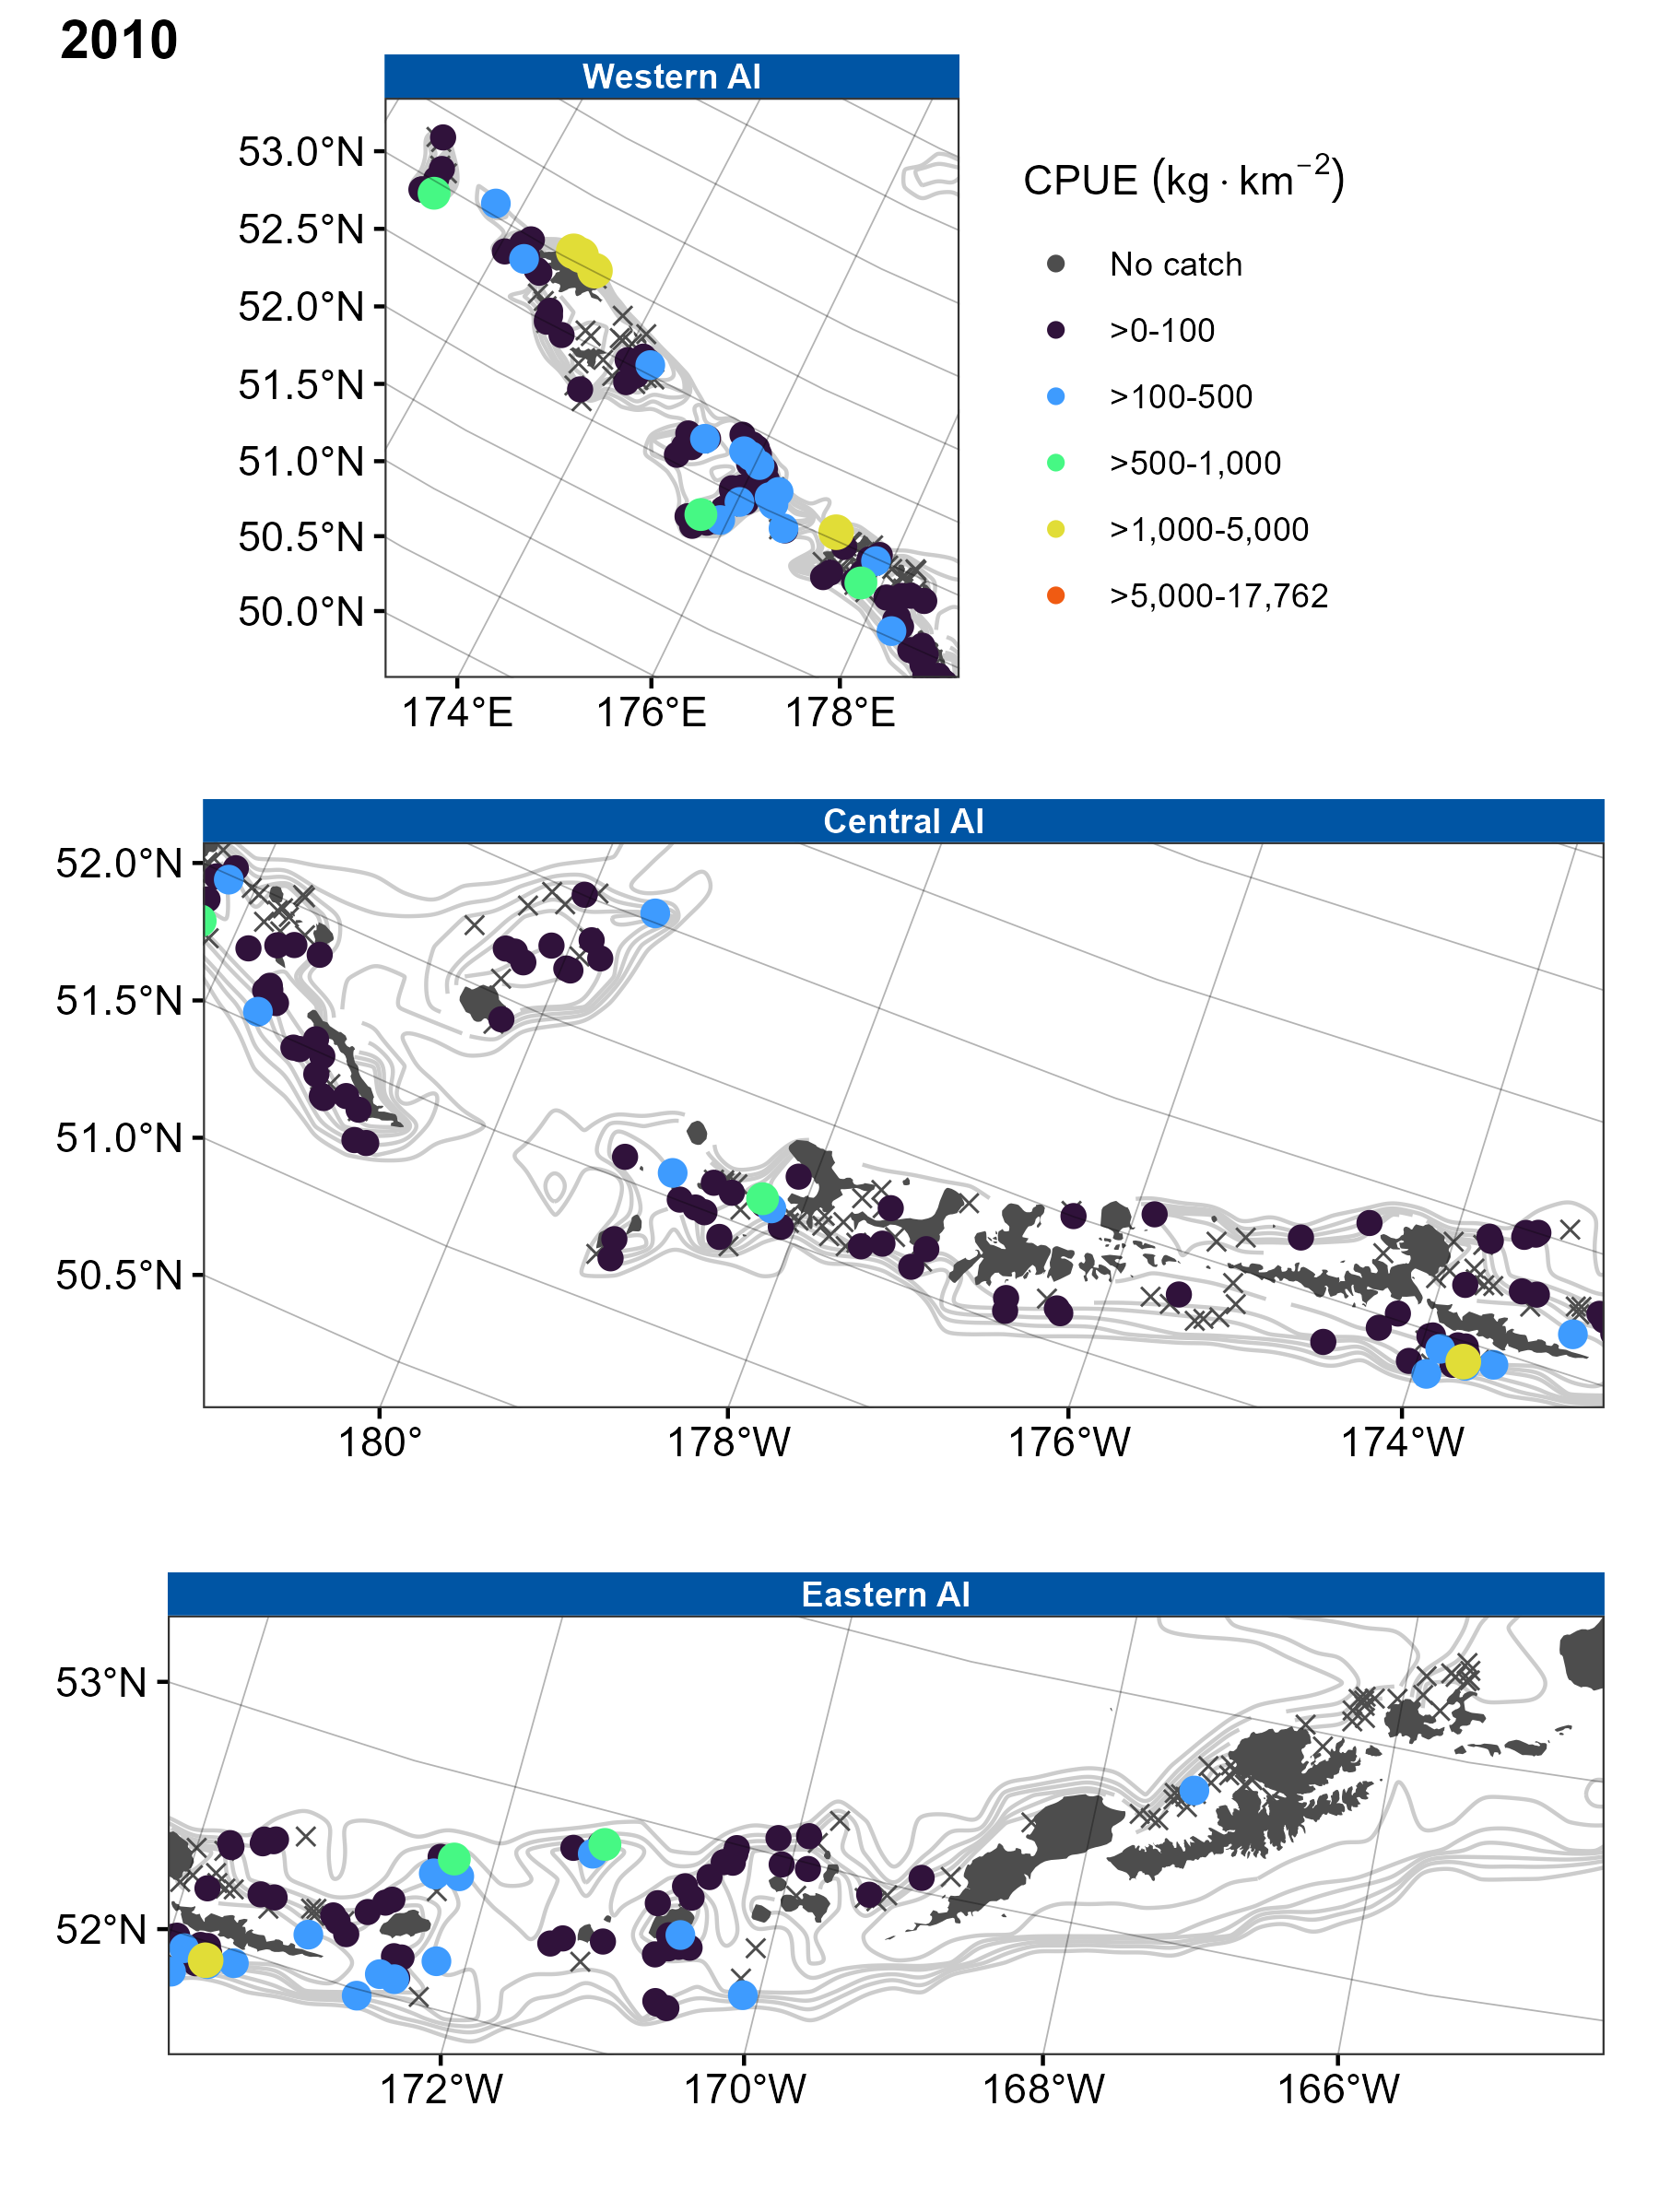 2010
Western AI
53.0°N
52.5°N
52.0°N
51.5°N
51.0°N
50.5°N
50.0°N
174°E 176°E 178°E
CPUE (kg · km⁻²)
No catch
>0-100
>100-500
>500-1,000
>1,000-5,000
>5,000-17,762
Central AI
52.0°N
51.5°N
51.0°N
50.5°N
180° 178°W 176°W 174°W
Eastern AI
53°N
52°N
172°W 170°W 168°W 166°W